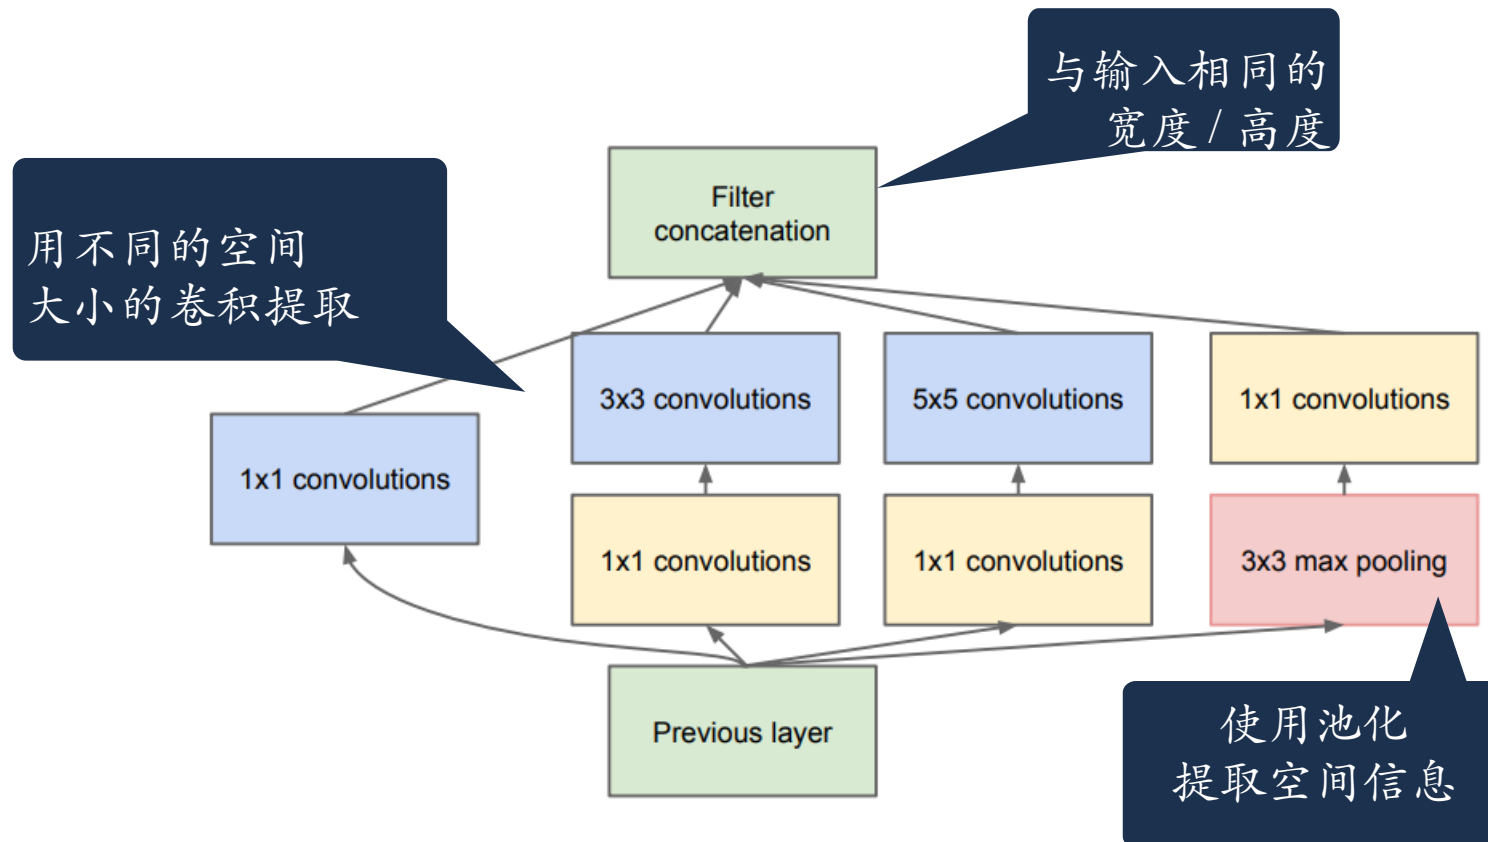 与输入相同的
宽度/高度
Filter
concatenation
用不同的空间
大小的卷积提取
3x3 convolutions
5x5 convolutions
1x1 convolutions
1x1 convolutions
1x1 convolutions
1x1 convolutions
3x3 max pooling
Previous layer
使用池化
提取空间信息